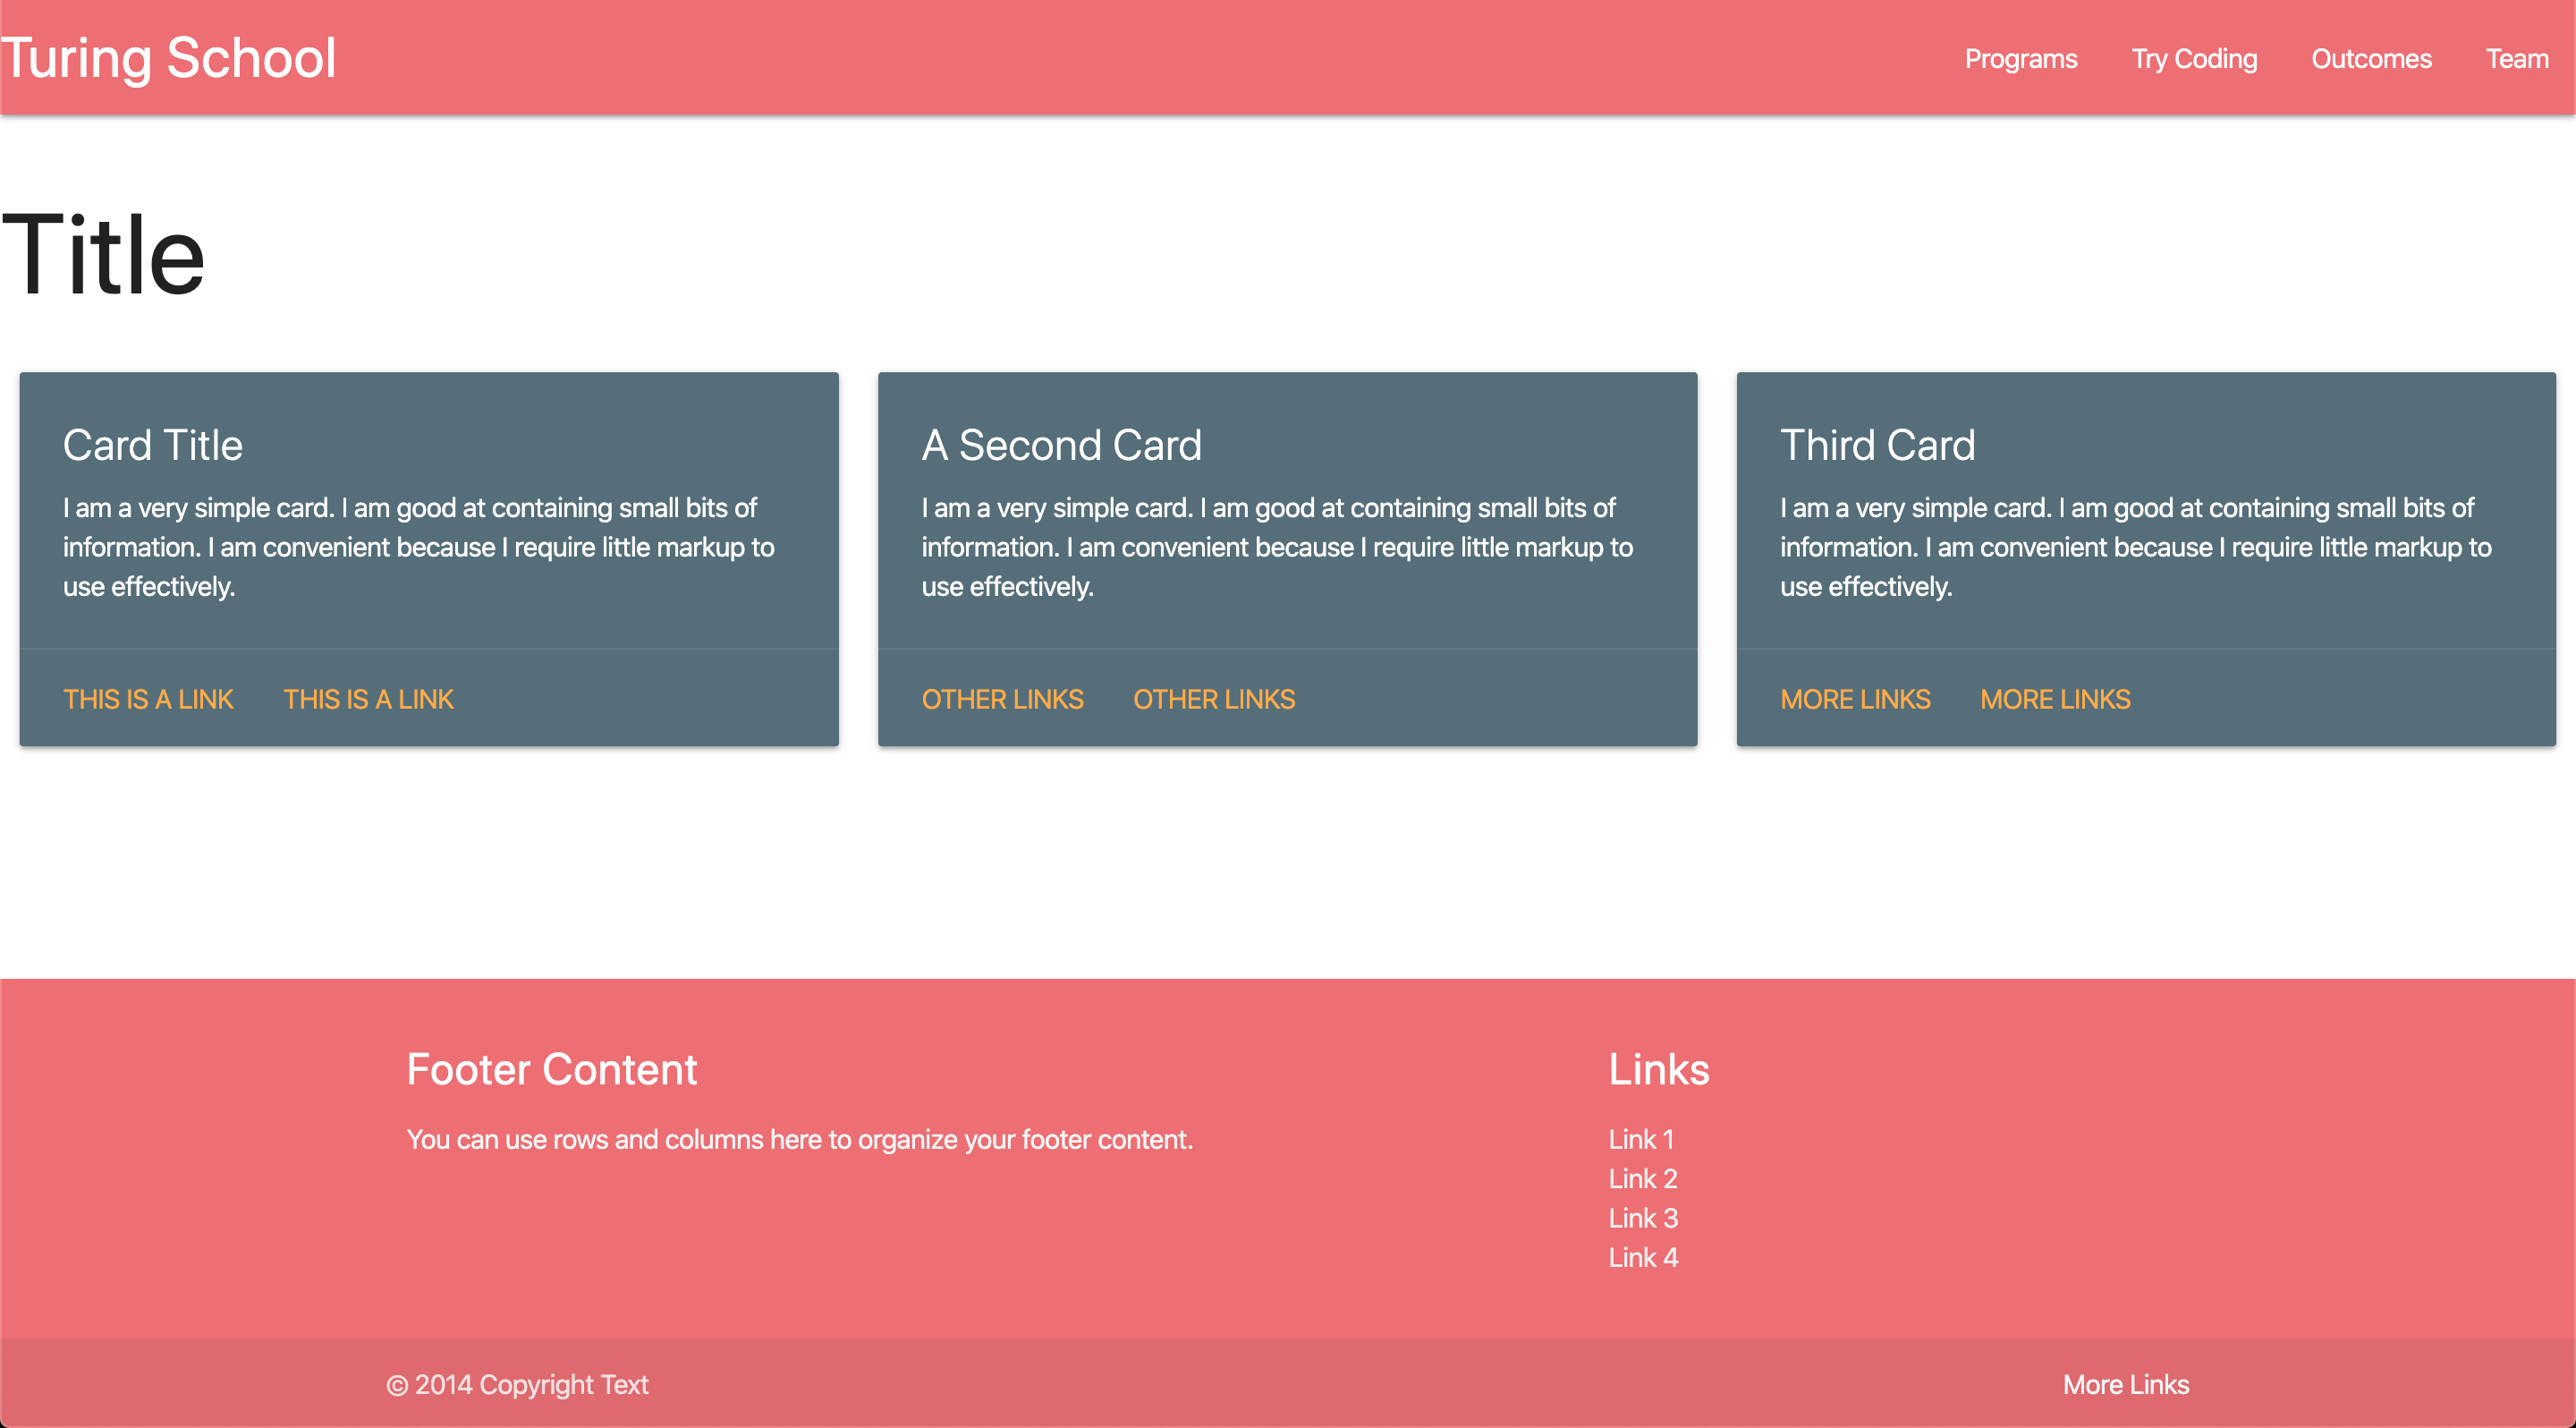 Turing School
Programs Try Coding Outcomes Team
Title
Card Title
I am a very simple card. I am good at containing small bits of
information. I am convenient because I require little markup to
use effectively.
THIS IS A LINK THIS IS A LINK
A Second Card
I am a very simple card. I am good at containing small bits of
information. I am convenient because I require little markup to
use effectively.
OTHER LINKS OTHER LINKS
Third Card
I am a very simple card. I am good at containing small bits of
information. I am convenient because I require little markup to
use effectively.
MORE LINKS MORE LINKS
Footer Content
You can use rows and columns here to organize your footer content.
Links
Link 1
Link 2
Link 3
Link 4
© 2014 Copyright Text
More Links